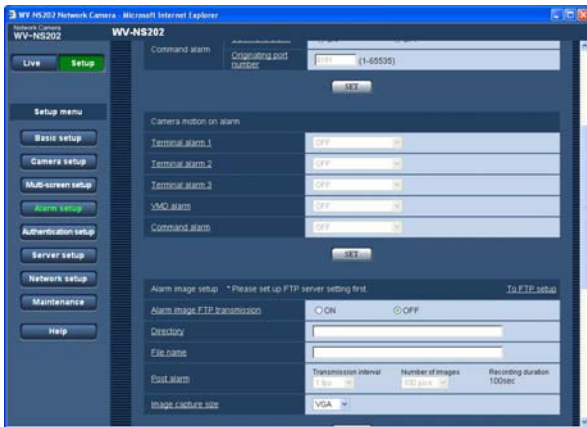 WV-NS202 Network Camera - Microsoft Internet Explorer
Network Camera
WV-NS202
WV-NS202
Live Setup
Command alarm
Originating port number
(1-65535)
SET
Setup menu
Basic setup
Camera setup
Multi-screen setup
Alarm setup
Authentication setup
Server setup
Network setup
Maintenance
Help
Camera motion on alarm
Terminal alarm 1 OFF
Terminal alarm 2 OFF
Terminal alarm 3 OFF
VMD alarm OFF
Command alarm OFF
SET
Alarm image setup * Please set up FTP server setting first. To FTP setup
Alarm image FTP transmission ON OFF
Directory
File name
Post alarm
Transmission interval Number of images Recording duration
1 fps 100 pics 100sec
Image capture size VGA